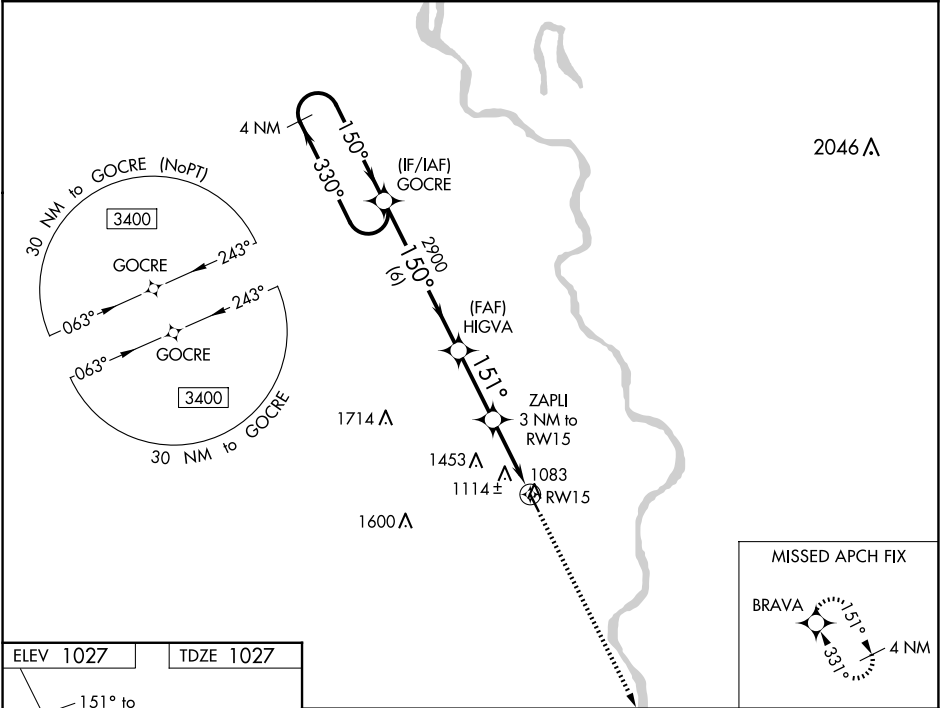 2046
4 NM
150°
330°
(IF/IAF)
GOCRE
30 NM to GOCRE (NoPT)
3400
GOCRE
243°
063°
243°
063°
GOCRE
3400
30 NM to GOCRE
2900
150°
(6)
(FAF)
HIGVA
151°
ZAPLI
3 NM to
RW15
1714
1453
1114 ±
1083
RW15
1600
MISSED APCH FIX
BRAVA
151°
331°
4 NM
ELEV 1027
TDZE 1027
151° to